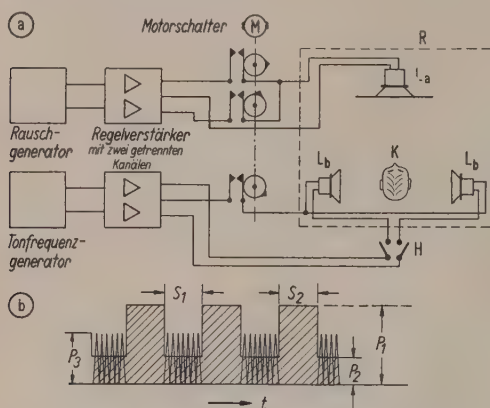 a
Motorschalter
M
R
La
Rausch-
generator
Regelverstärker
mit zwei getrennten
Kanälen
Lb
K
Lb
Tonfrequenz-
generator
H
b
S1
S2
P3
P1
P2
t